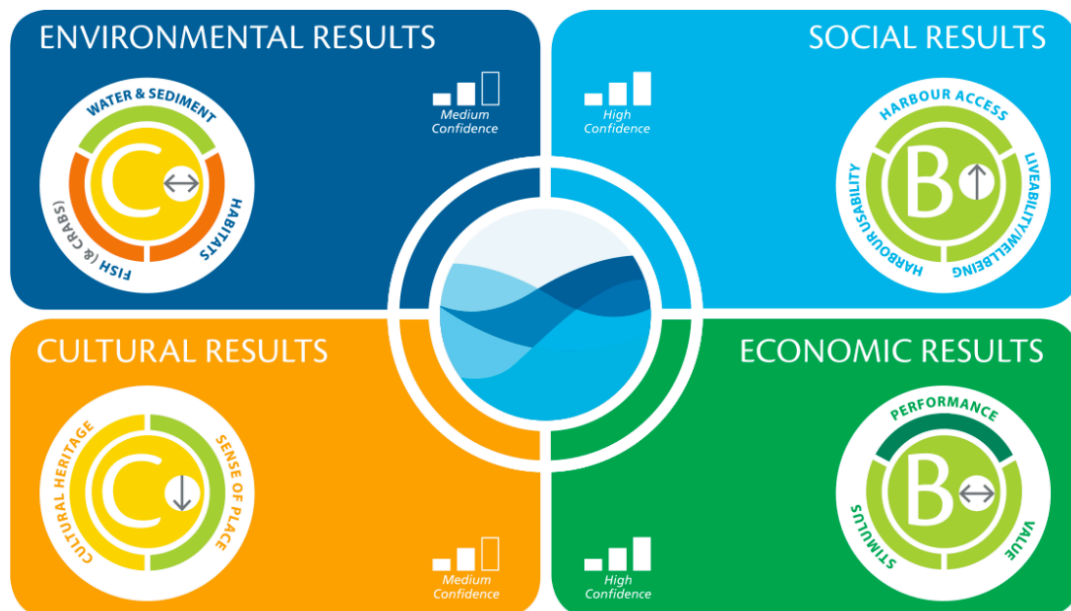 ENVIRONMENTAL RESULTS
WATER & SEDIMENT
HABITATS
FISH (& CRABS)
C
Medium
Confidence
SOCIAL RESULTS
High
Confidence
HARBOUR ACCESS
LIVEABILITY/WELLBEING
HARBOUR USABILITY
B
CULTURAL RESULTS
CULTURAL HERITAGE
SENSE OF PLACE
C
Medium
Confidence
ECONOMIC RESULTS
High
Confidence
PERFORMANCE
VALUE
STIMULUS
B